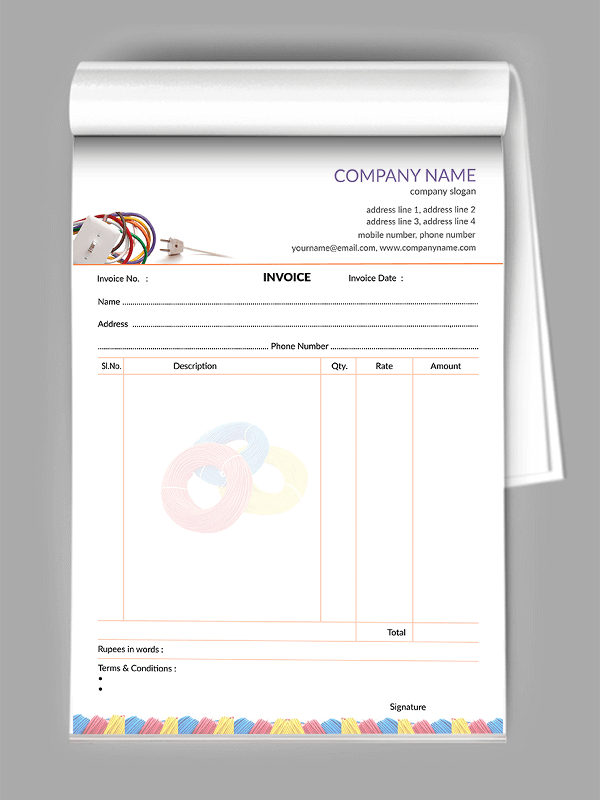 COMPANY NAME
company slogan
address line 1, address line 2
address line 3, address line 4
mobile number, phone number
yourname@email.com, www.companyname.com
Invoice No. : INVOICE Invoice Date :
Name
Address
Phone Number
Sl.No. Description Qty. Rate Amount
Total
Rupees in words :
Terms & Conditions :
Signature